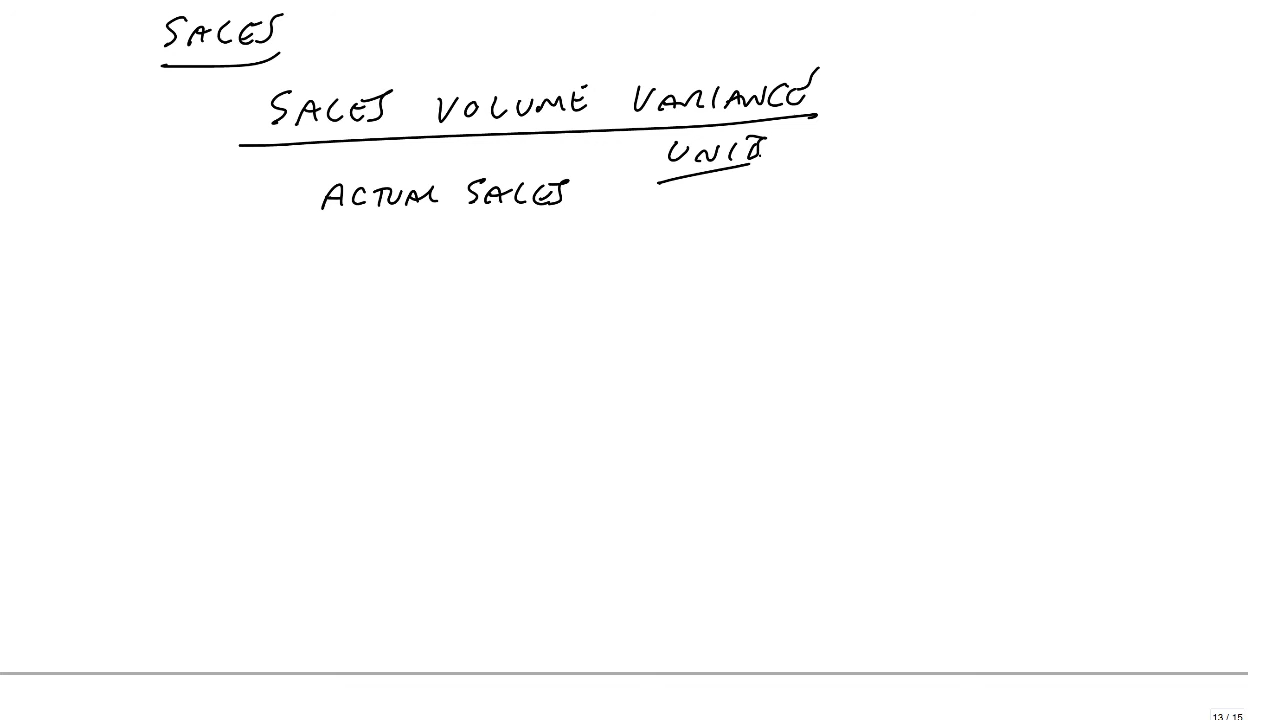 SALES
SALES VOLUME VARIANCE
UNIT
ACTUAL SALES
13 / 15